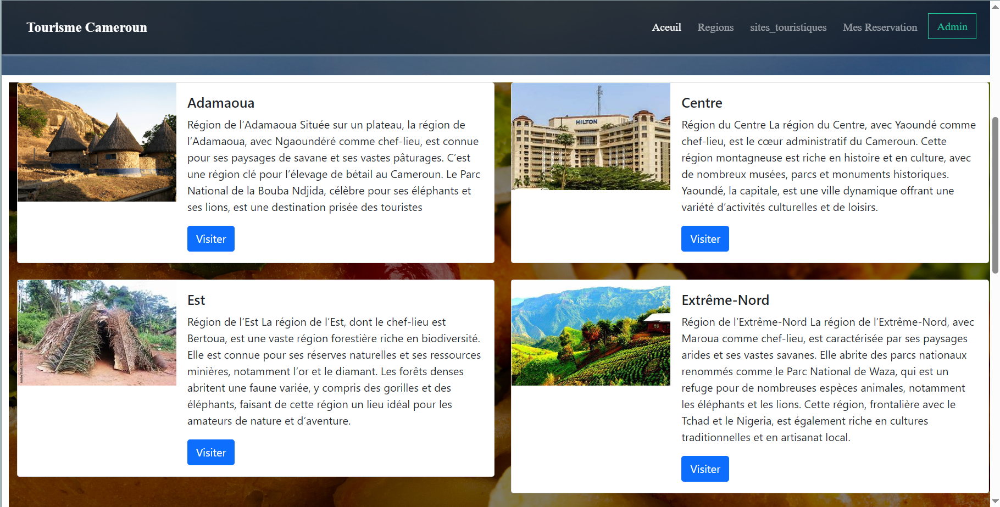 Tourisme Cameroun
Aceuil
Regions
sites_touristiques
Mes Reservation
Admin
Adamaoua
Région de l’Adamaoua Située sur un plateau, la région de
l’Adamaoua, avec Ngaoundéré comme chef-lieu, est connue
pour ses paysages de savane et ses vastes pâturages. C’est
une région clé pour l’élevage de bétail au Cameroun. Le Parc
National de la Bouba Ndjida, célèbre pour ses éléphants et
ses lions, est une destination prisée des touristes
Visiter
HILTON
Centre
Région du Centre La région du Centre, avec Yaoundé comme
chef-lieu, est le cœur administratif du Cameroun. Cette
région montagneuse est riche en histoire et en culture, avec
de nombreux musées, parcs et monuments historiques.
Yaoundé, la capitale, est une ville dynamique offrant une
variété d’activités culturelles et de loisirs.
Visiter
Est
Région de l’Est La région de l’Est, dont le chef-lieu est
Bertoua, est une vaste région forestière riche en biodiversité.
Elle est connue pour ses réserves naturelles et ses ressources
minières, notamment l’or et le diamant. Les forêts denses
abritent une faune variée, y compris des gorilles et des
éléphants, faisant de cette région un lieu idéal pour les
amateurs de nature et d’aventure.
Visiter
Extrême-Nord
Région de l’Extrême-Nord La région de l’Extrême-Nord, avec
Maroua comme chef-lieu, est caractérisée par ses paysages
arides et ses vastes savanes. Elle abrite des parcs nationaux
renommés comme le Parc National de Waza, qui est un
refuge pour de nombreuses espèces animales, notamment
les éléphants et les lions. Cette région, frontalière avec le
Tchad et le Nigeria, est également riche en cultures
traditionnelles et en artisanat local.
Visiter